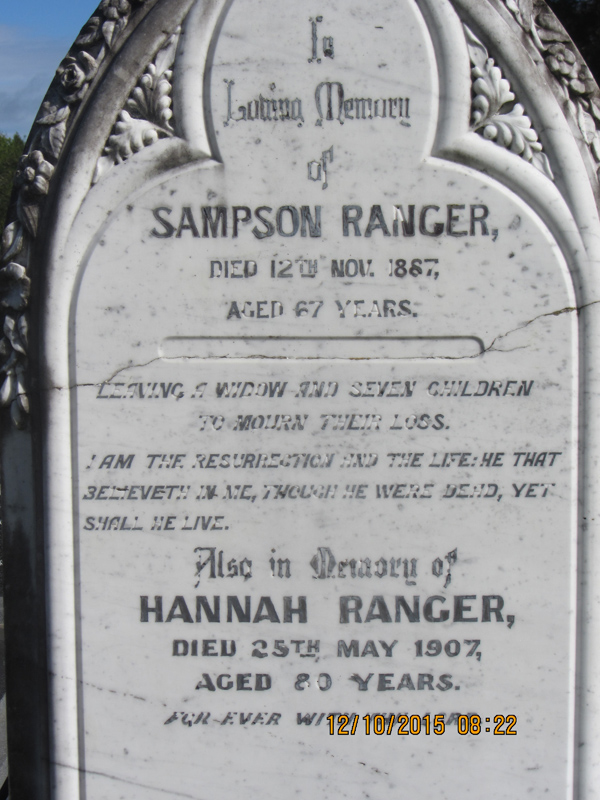 In
Loving Memory
of
SAMPSON RANGER,
DIED 12TH NOV. 1887,
AGED 67 YEARS.
LEAVING A WIDOW AND SEVEN CHILDREN
TO MOURN THEIR LOSS.
I AM THE RESURRECTION AND THE LIFE: HE THAT
BELIEVETH IN ME, THOUGH HE WERE DEAD, YET
SHALL HE LIVE.
Also in Memory of
HANNAH RANGER,
DIED 25TH MAY 1907,
AGED 80 YEARS.
FOR EVER WITH
12/10/2015 08:22